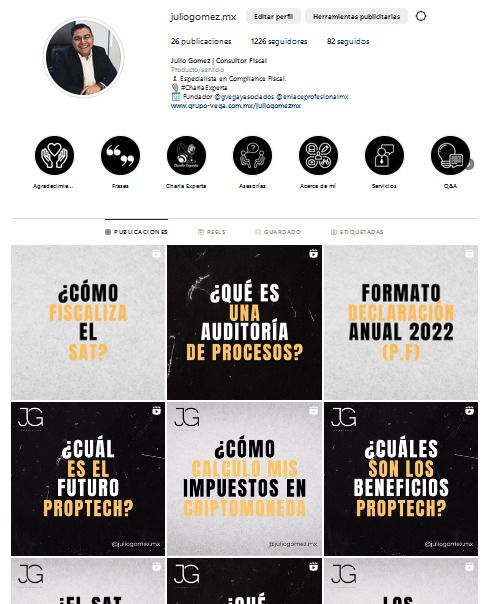 juliogomez.mx
Editar perfil
Herramientas publicitarias
26 publicaciones
1226 seguidores
82 seguidos
Julio Gomez | Consultor Fiscal
Producto/servicio
Especialista en Compliance Fiscal.
#CharlaExperta
Fundador @gvegayasociados @enlaceprofesionalmx
www.grupo-vega.com.mx/juliogomezmx
Agradecimie...
Frases
Charla Experta
Asesorías
Acerca de mí
Servicios
Q&A
PUBLICACIONES
REELS
GUARDADO
ETIQUETADAS
¿CÓMO
FISCALIZA
EL
SAT?
¿QUÉ ES
UNA
AUDITORÍA
DE PROCESOS?
FORMATO
DECLARACIÓN
ANUAL 2022
(P.F)
JG
¿CUÁL
ES EL
FUTURO
PROPTECH?
@juliogomez.mx
JG
¿CÓMO
CALCULO MIS
IMPUESTOS EN
CRIPTOMONEDA
@juliogomez.mx
JG
¿CUÁLES
SON LOS
BENEFICIOS
PROPTECH?
@juliogomez.mx
JG
¿EL SAT
JG
¿QUÉ
JG
LOS